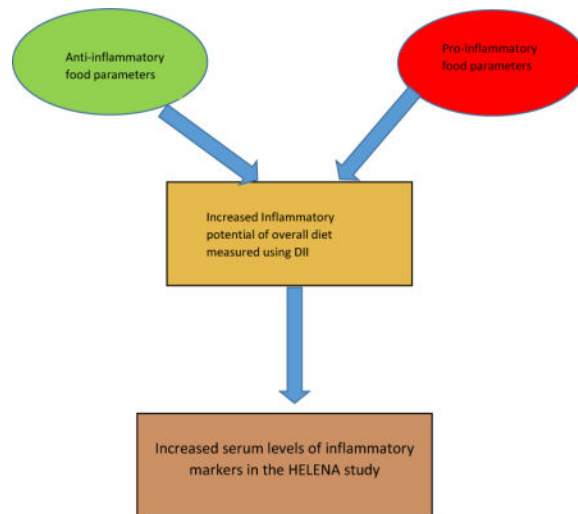 Anti-inflammatory
food parameters
Pro-inflammatory
food parameters
Increased Inflammatory
potential of overall diet
measured using DII
Increased serum levels of inflammatory
markers in the HELENA study